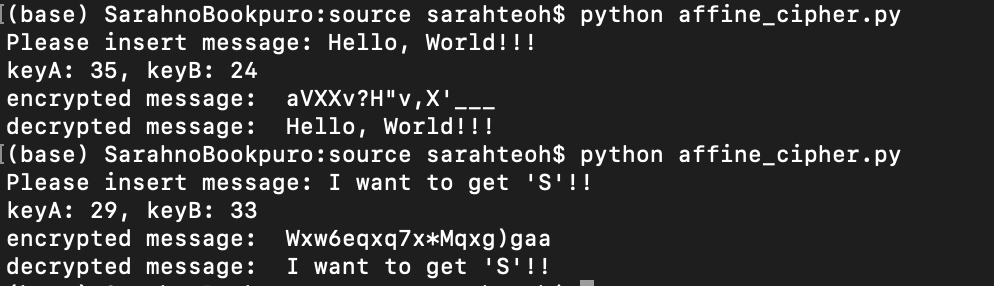 (base) SarahnoBookpuro:source sarahteoh$ python affine_cipher.py
Please insert message: Hello, World!!!
keyA: 35, keyB: 24
encrypted message:  aVXXv?H"v,X'___
decrypted message:  Hello, World!!!
(base) SarahnoBookpuro:source sarahteoh$ python affine_cipher.py
Please insert message: I want to get 'S'!!
keyA: 29, keyB: 33
encrypted message:  Wxw6eqxq7x*Mqxg)gaa
decrypted message:  I want to get 'S'!!